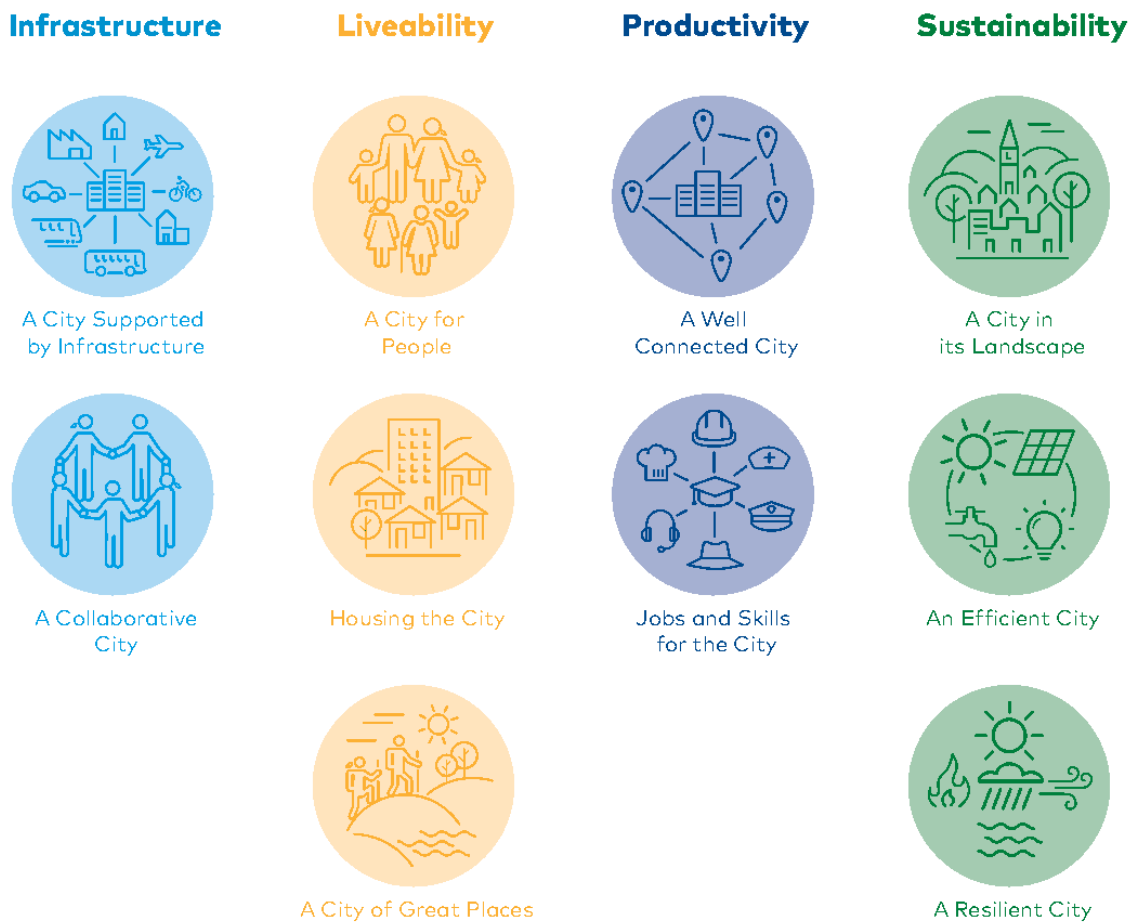 Infrastructure
Liveability
Productivity
Sustainability
A City Supported
by Infrastructure
A City for
People
A Well
Connected City
A City in
its Landscape
A Collaborative
City
Housing the City
Jobs and Skills
for the City
An Efficient City
A City of Great Places
A Resilient City